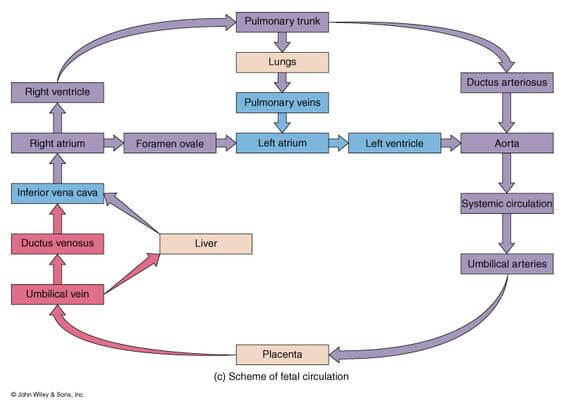 Pulmonary trunk
Lungs
Right ventricle
Pulmonary veins
Ductus arteriosus
Right atrium
Foramen ovale
Left atrium
Left ventricle
Aorta
Inferior vena cava
Systemic circulation
Ductus venosus
Liver
Umbilical vein
Umbilical arteries
Placenta
(c) Scheme of fetal circulation
© John Wiley & Sons, Inc.